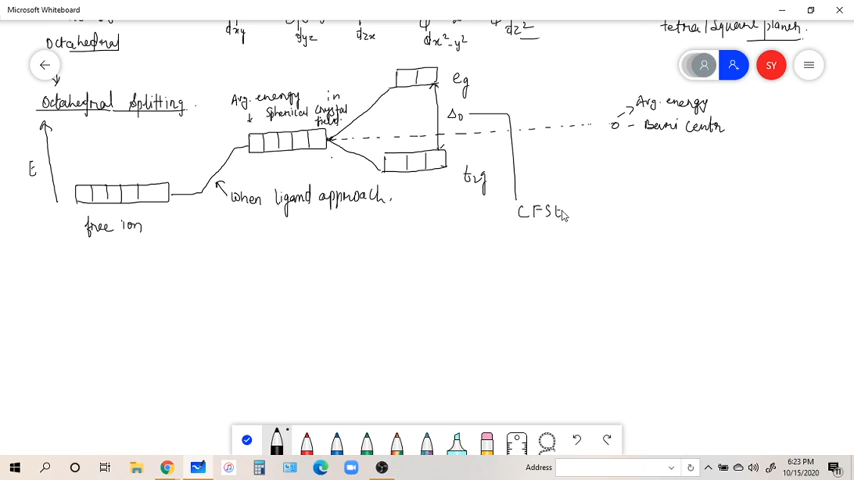 Microsoft Whiteboard
Octahedral
dxy
dyz
dzx
dx²-y²
dz²
tetra/Square planar.
SY
Octahedral Splitting.
Avg. energy in
Spherical Crystal
field.
eg
Δo
Avg. energy
0 - Bari Centr
E
t2g
When ligand approach.
free ion
CFSE
Address
6:23 PM
10/15/2020